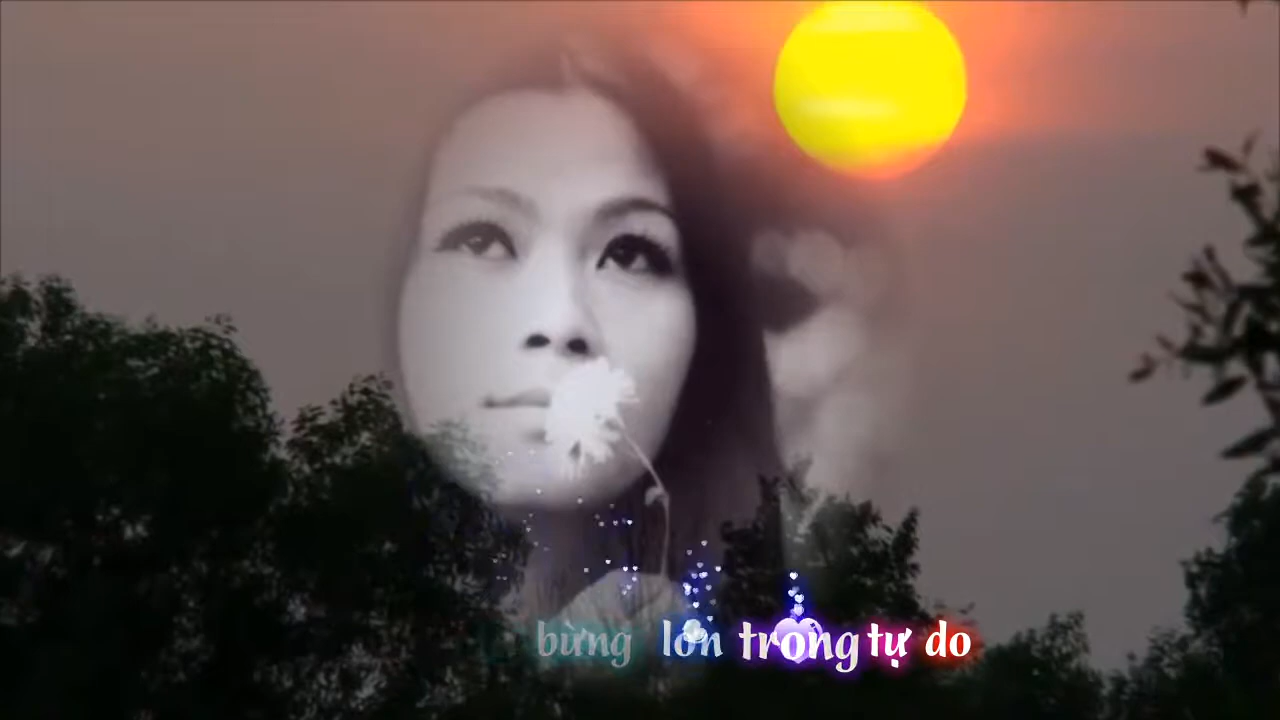 bừng lớn trong tự do